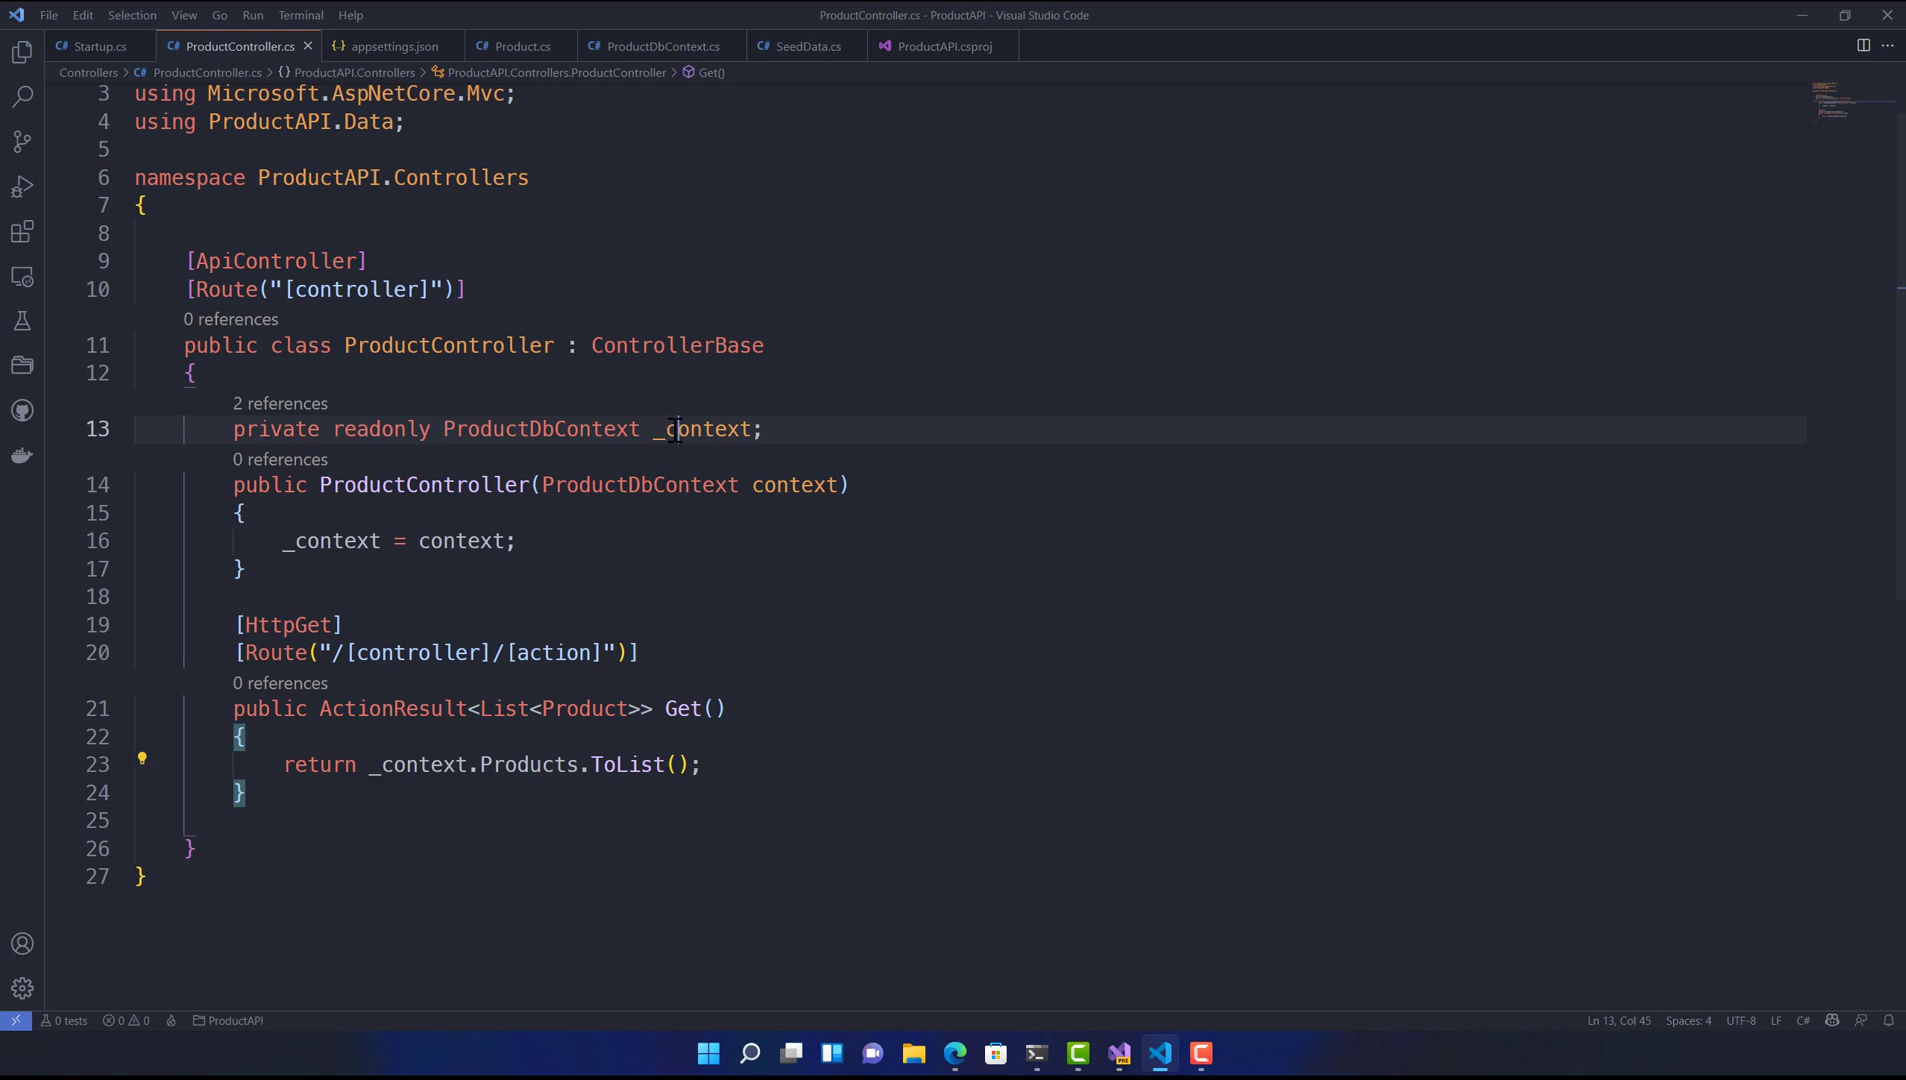 File Edit Selection View Go Run Terminal Help ProductController.cs - ProductAPI - Visual Studio Code
C# Startup.cs C# ProductController.cs {..} appsettings.json C# Product.cs C# ProductDbContext.cs C# SeedData.cs ProductAPI.csproj
Controllers > C# ProductController.cs > {} ProductAPI.Controllers > ProductAPI.Controllers.ProductController > Get()
3 using Microsoft.AspNetCore.Mvc;
4 using ProductAPI.Data;
5
6 namespace ProductAPI.Controllers
7 {
8
9 [ApiController]
10 [Route("[controller]")]
0 references
11 public class ProductController : ControllerBase
12 {
2 references
13 private readonly ProductDbContext _context;
0 references
14 public ProductController(ProductDbContext context)
15 {
16 _context = context;
17 }
18
19 [HttpGet]
20 [Route("/[controller]/[action]")]
0 references
21 public ActionResult<List<Product>> Get()
22 {
23 return _context.Products.ToList();
24 }
25
26 }
27 }
0 tests 0 0 ProductAPI Ln 13, Col 45 Spaces: 4 UTF-8 LF C#
PRE